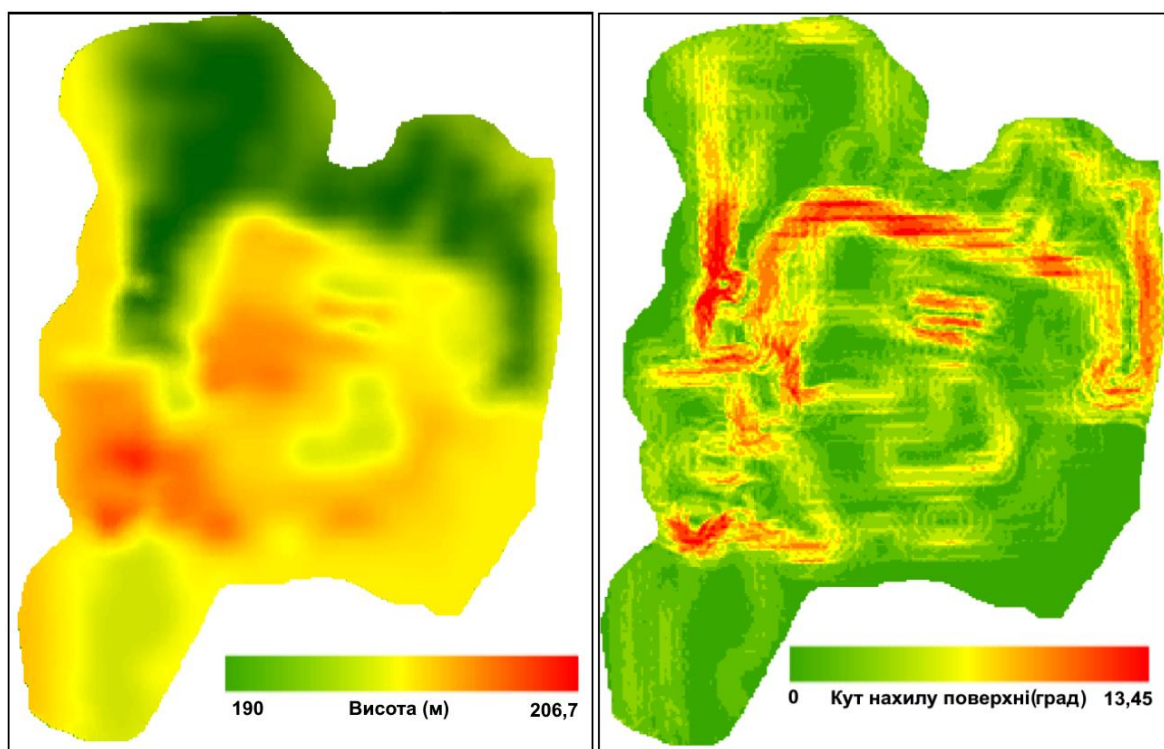 190 Висота (м) 206,7
0 Кут нахилу поверхні(град) 13,45